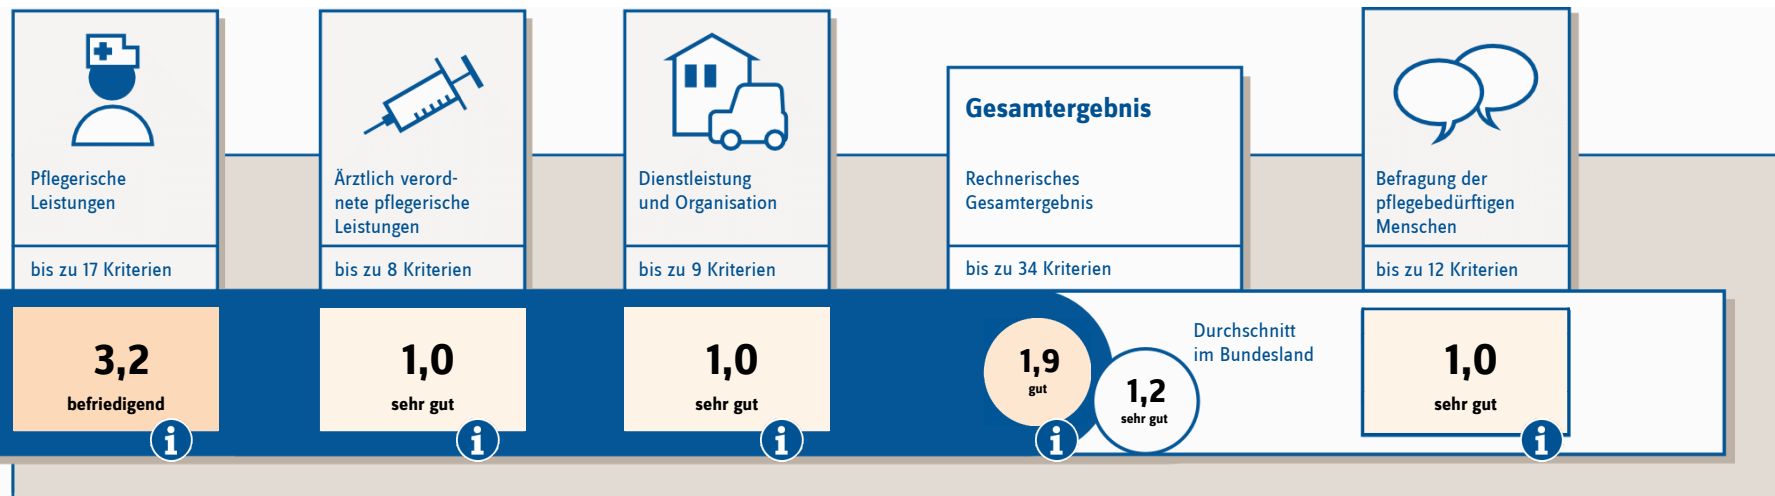 Pflegerische
Leistungen
bis zu 17 Kriterien
3,2
befriedigend
i
Ärztlich verord-
nete pflegerische
Leistungen
bis zu 8 Kriterien
1,0
sehr gut
i
Dienstleistung
und Organisation
bis zu 9 Kriterien
1,0
sehr gut
i
Gesamtergebnis
Rechnerisches
Gesamtergebnis
bis zu 34 Kriterien
1,9
gut
i
Durchschnitt
im Bundesland
1,2
sehr gut
Befragung der
pflegebedürftigen
Menschen
bis zu 12 Kriterien
1,0
sehr gut
i